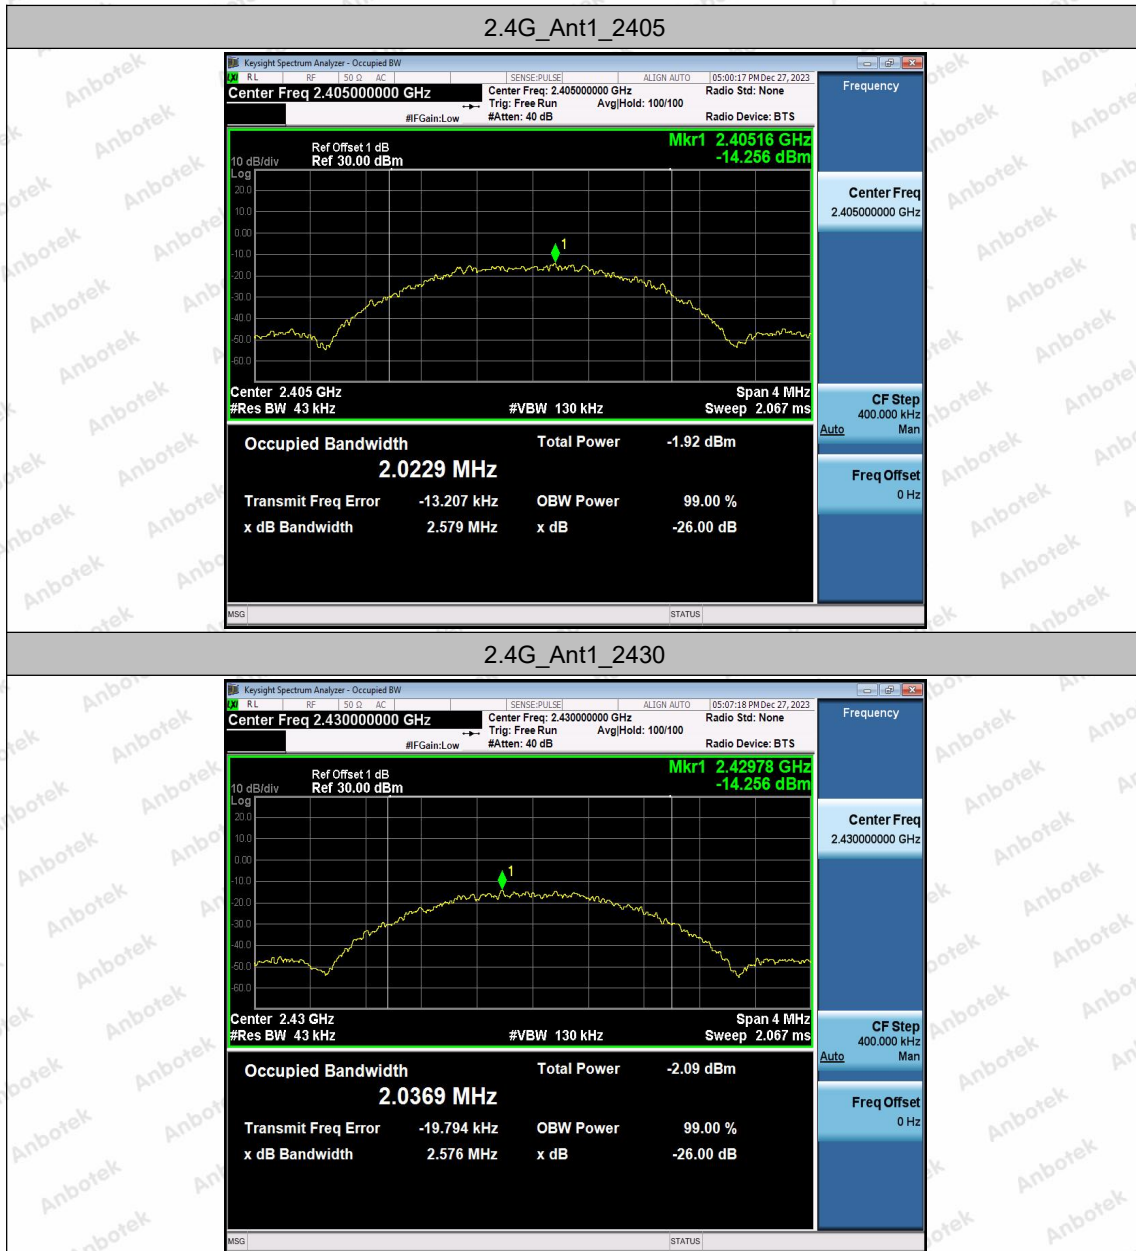 2.4G_Ant1_2405
Keysight Spectrum Analyzer - Occupied BW
LXI RL RF 50 Ω AC SENSE:PULSE ALIGN AUTO 05:00:17 PM Dec 27, 2023
Center Freq 2.405000000 GHz
Center Freq: 2.405000000 GHz Radio Std: None
Trig: Free Run Avg|Hold: 100/100
#IFGain:Low #Atten: 40 dB Radio Device: BTS
Frequency
Mkr1 2.40516 GHz
-14.256 dBm
Ref Offset 1 dB
10 dB/div Ref 30.00 dBm
Log
20.0
10.0
0.00
-10.0
-20.0
-30.0
-40.0
-50.0
-60.0
1
Center 2.405 GHz Span 4 MHz
#Res BW 43 kHz #VBW 130 kHz Sweep 2.067 ms
Center Freq
2.405000000 GHz
CF Step
400.000 kHz
Auto Man
Freq Offset
0 Hz
Occupied Bandwidth Total Power -1.92 dBm
2.0229 MHz
Transmit Freq Error -13.207 kHz OBW Power 99.00 %
x dB Bandwidth 2.579 MHz x dB -26.00 dB
MSG STATUS
2.4G_Ant1_2430
Keysight Spectrum Analyzer - Occupied BW
LXI RL RF 50 Ω AC SENSE:PULSE ALIGN AUTO 05:07:18 PM Dec 27, 2023
Center Freq 2.430000000 GHz
Center Freq: 2.430000000 GHz Radio Std: None
Trig: Free Run Avg|Hold: 100/100
#IFGain:Low #Atten: 40 dB Radio Device: BTS
Frequency
Mkr1 2.42978 GHz
-14.256 dBm
Ref Offset 1 dB
10 dB/div Ref 30.00 dBm
Log
20.0
10.0
0.00
-10.0
-20.0
-30.0
-40.0
-50.0
-60.0
1
Center 2.43 GHz Span 4 MHz
#Res BW 43 kHz #VBW 130 kHz Sweep 2.067 ms
Center Freq
2.430000000 GHz
CF Step
400.000 kHz
Auto Man
Freq Offset
0 Hz
Occupied Bandwidth Total Power -2.09 dBm
2.0369 MHz
Transmit Freq Error -19.794 kHz OBW Power 99.00 %
x dB Bandwidth 2.576 MHz x dB -26.00 dB
MSG STATUS
Anbotek